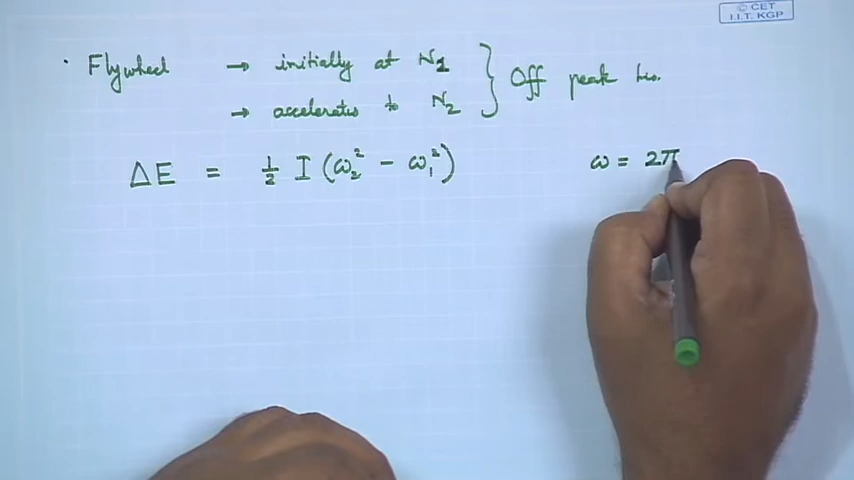 © CET
I.I.T. KGP
· Flywheel → initially at N1 } Off peak hrs.
→ accelerates to N2
ΔE = 1/2 I (ω2² − ω1²) ω = 2π